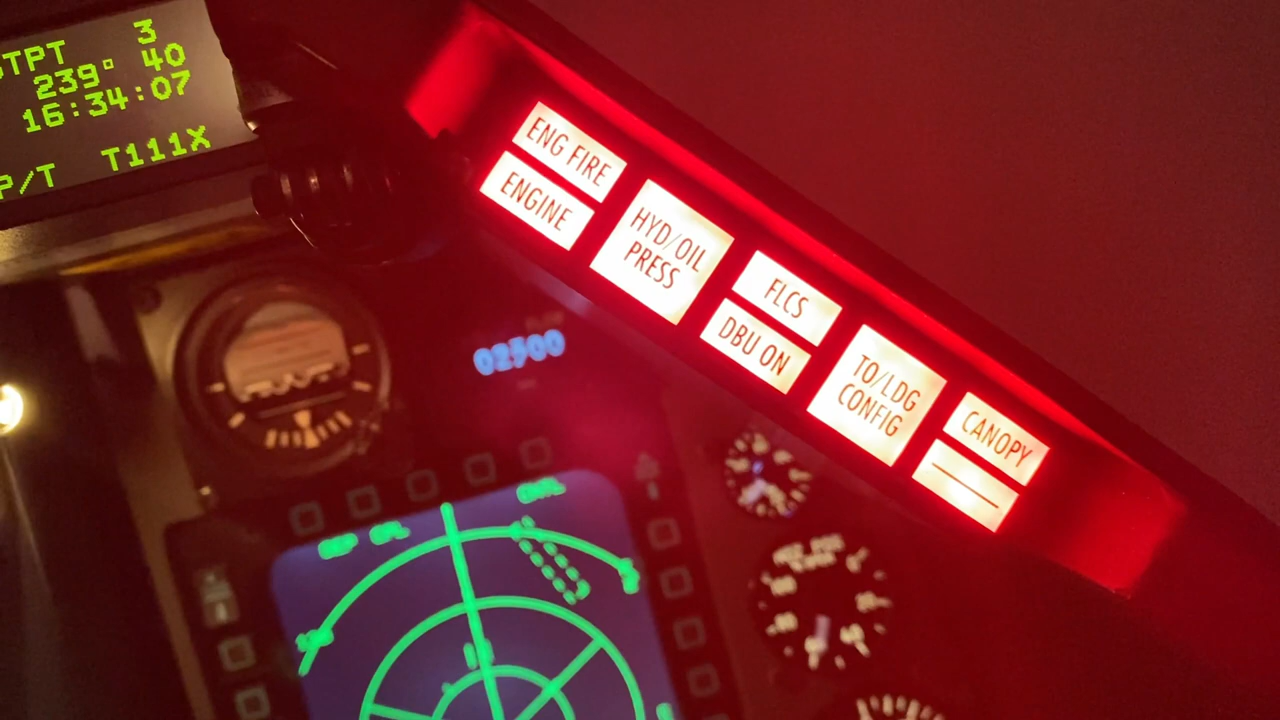 STPT 3
239° 40
16:34:07
P/T T111X
ENG FIRE
ENGINE
HYD/OIL
PRESS
FLCS
DBU ON
TO/LDG
CONFIG
CANOPY
02500